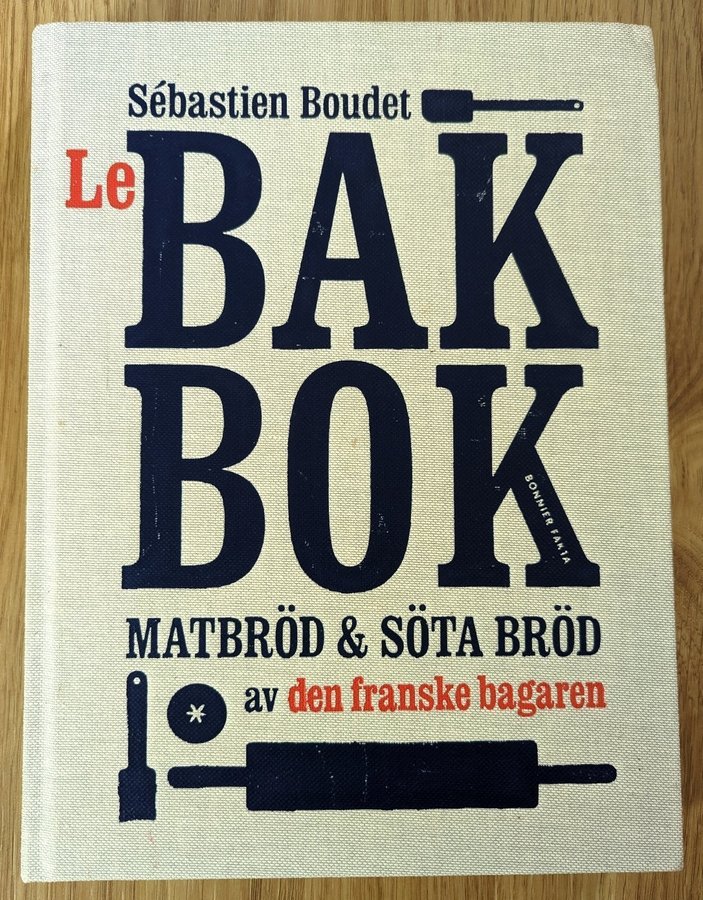 Sébastien Boudet
Le BAK
BOK
BONNIER FAKTA
MATBRÖD & SÖTA BRÖD
av den franske bagaren